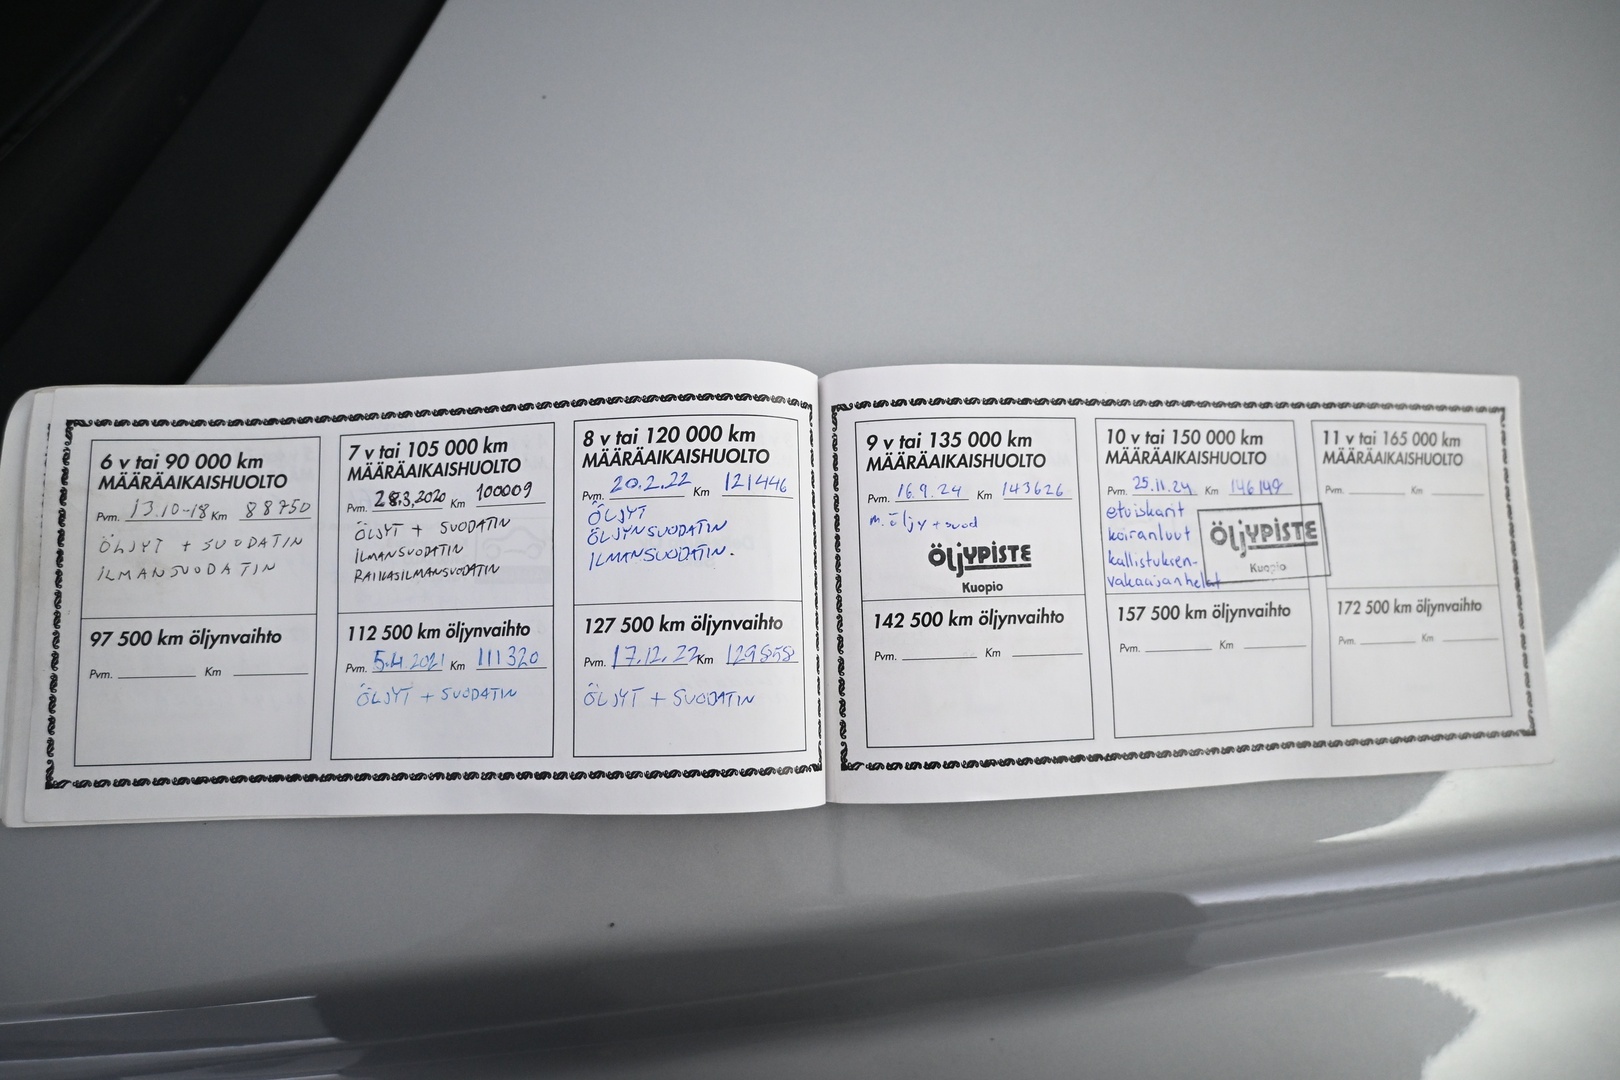 6 v tai 90 000 km
MÄÄRÄAIKAISHUOLTO
Pvm. 13.10-18 Km 88750
ÖLJYT + SUODATIN
ILMANSUODATIN
97 500 km öljynvaihto
Pvm. Km
7 v tai 105 000 km
MÄÄRÄAIKAISHUOLTO
Pvm. 28.3.2020 Km 100009
ÖLJYT + SUODATIN
ILMANSUODATIN
RAITISILMANSUODATIN
112 500 km öljynvaihto
Pvm. 5.4.2021 Km 111320
ÖLJYT + SUODATIN
8 v tai 120 000 km
MÄÄRÄAIKAISHUOLTO
Pvm. 20.2.22 Km 121446
ÖLJYT
ÖLJYNSUODATIN
ILMANSUODATIN.
127 500 km öljynvaihto
Pvm. 17.12.22 Km 129858
ÖLJYT + SUODATIN
9 v tai 135 000 km
MÄÄRÄAIKAISHUOLTO
Pvm. 16.9.24 Km 143626
m.öljy+suod
ÖljYPiSTE
Kuopio
142 500 km öljynvaihto
Pvm. Km
10 v tai 150 000 km
MÄÄRÄAIKAISHUOLTO
Pvm. 25.11.24 Km 146149
etuiskarit
koiranluut
kallistuksen-
vakaajanhelat
ÖljYPiSTE
Kuopio
157 500 km öljynvaihto
Pvm. Km
11 v tai 165 000 km
MÄÄRÄAIKAISHUOLTO
Pvm. Km
172 500 km öljynvaihto
Pvm. Km